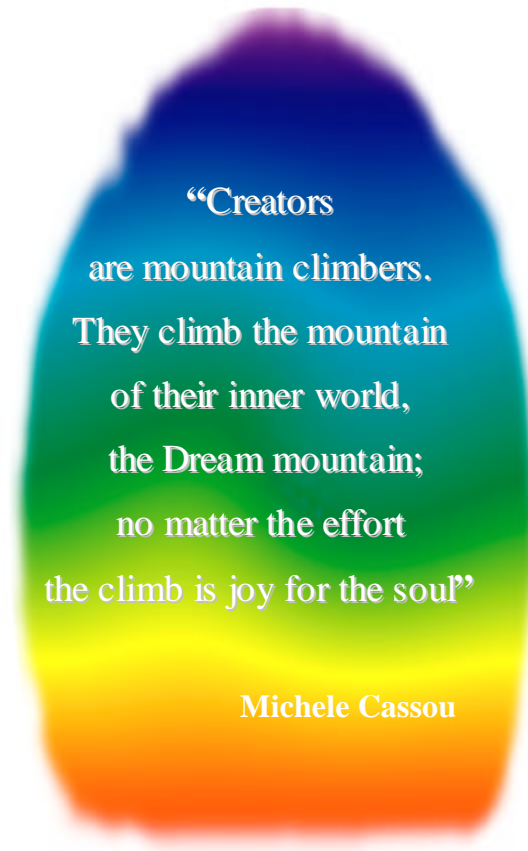 “Creators
are mountain climbers.
They climb the mountain
of their inner world,
the Dream mountain;
no matter the effort
the climb is joy for the soul”
Michele Cassou